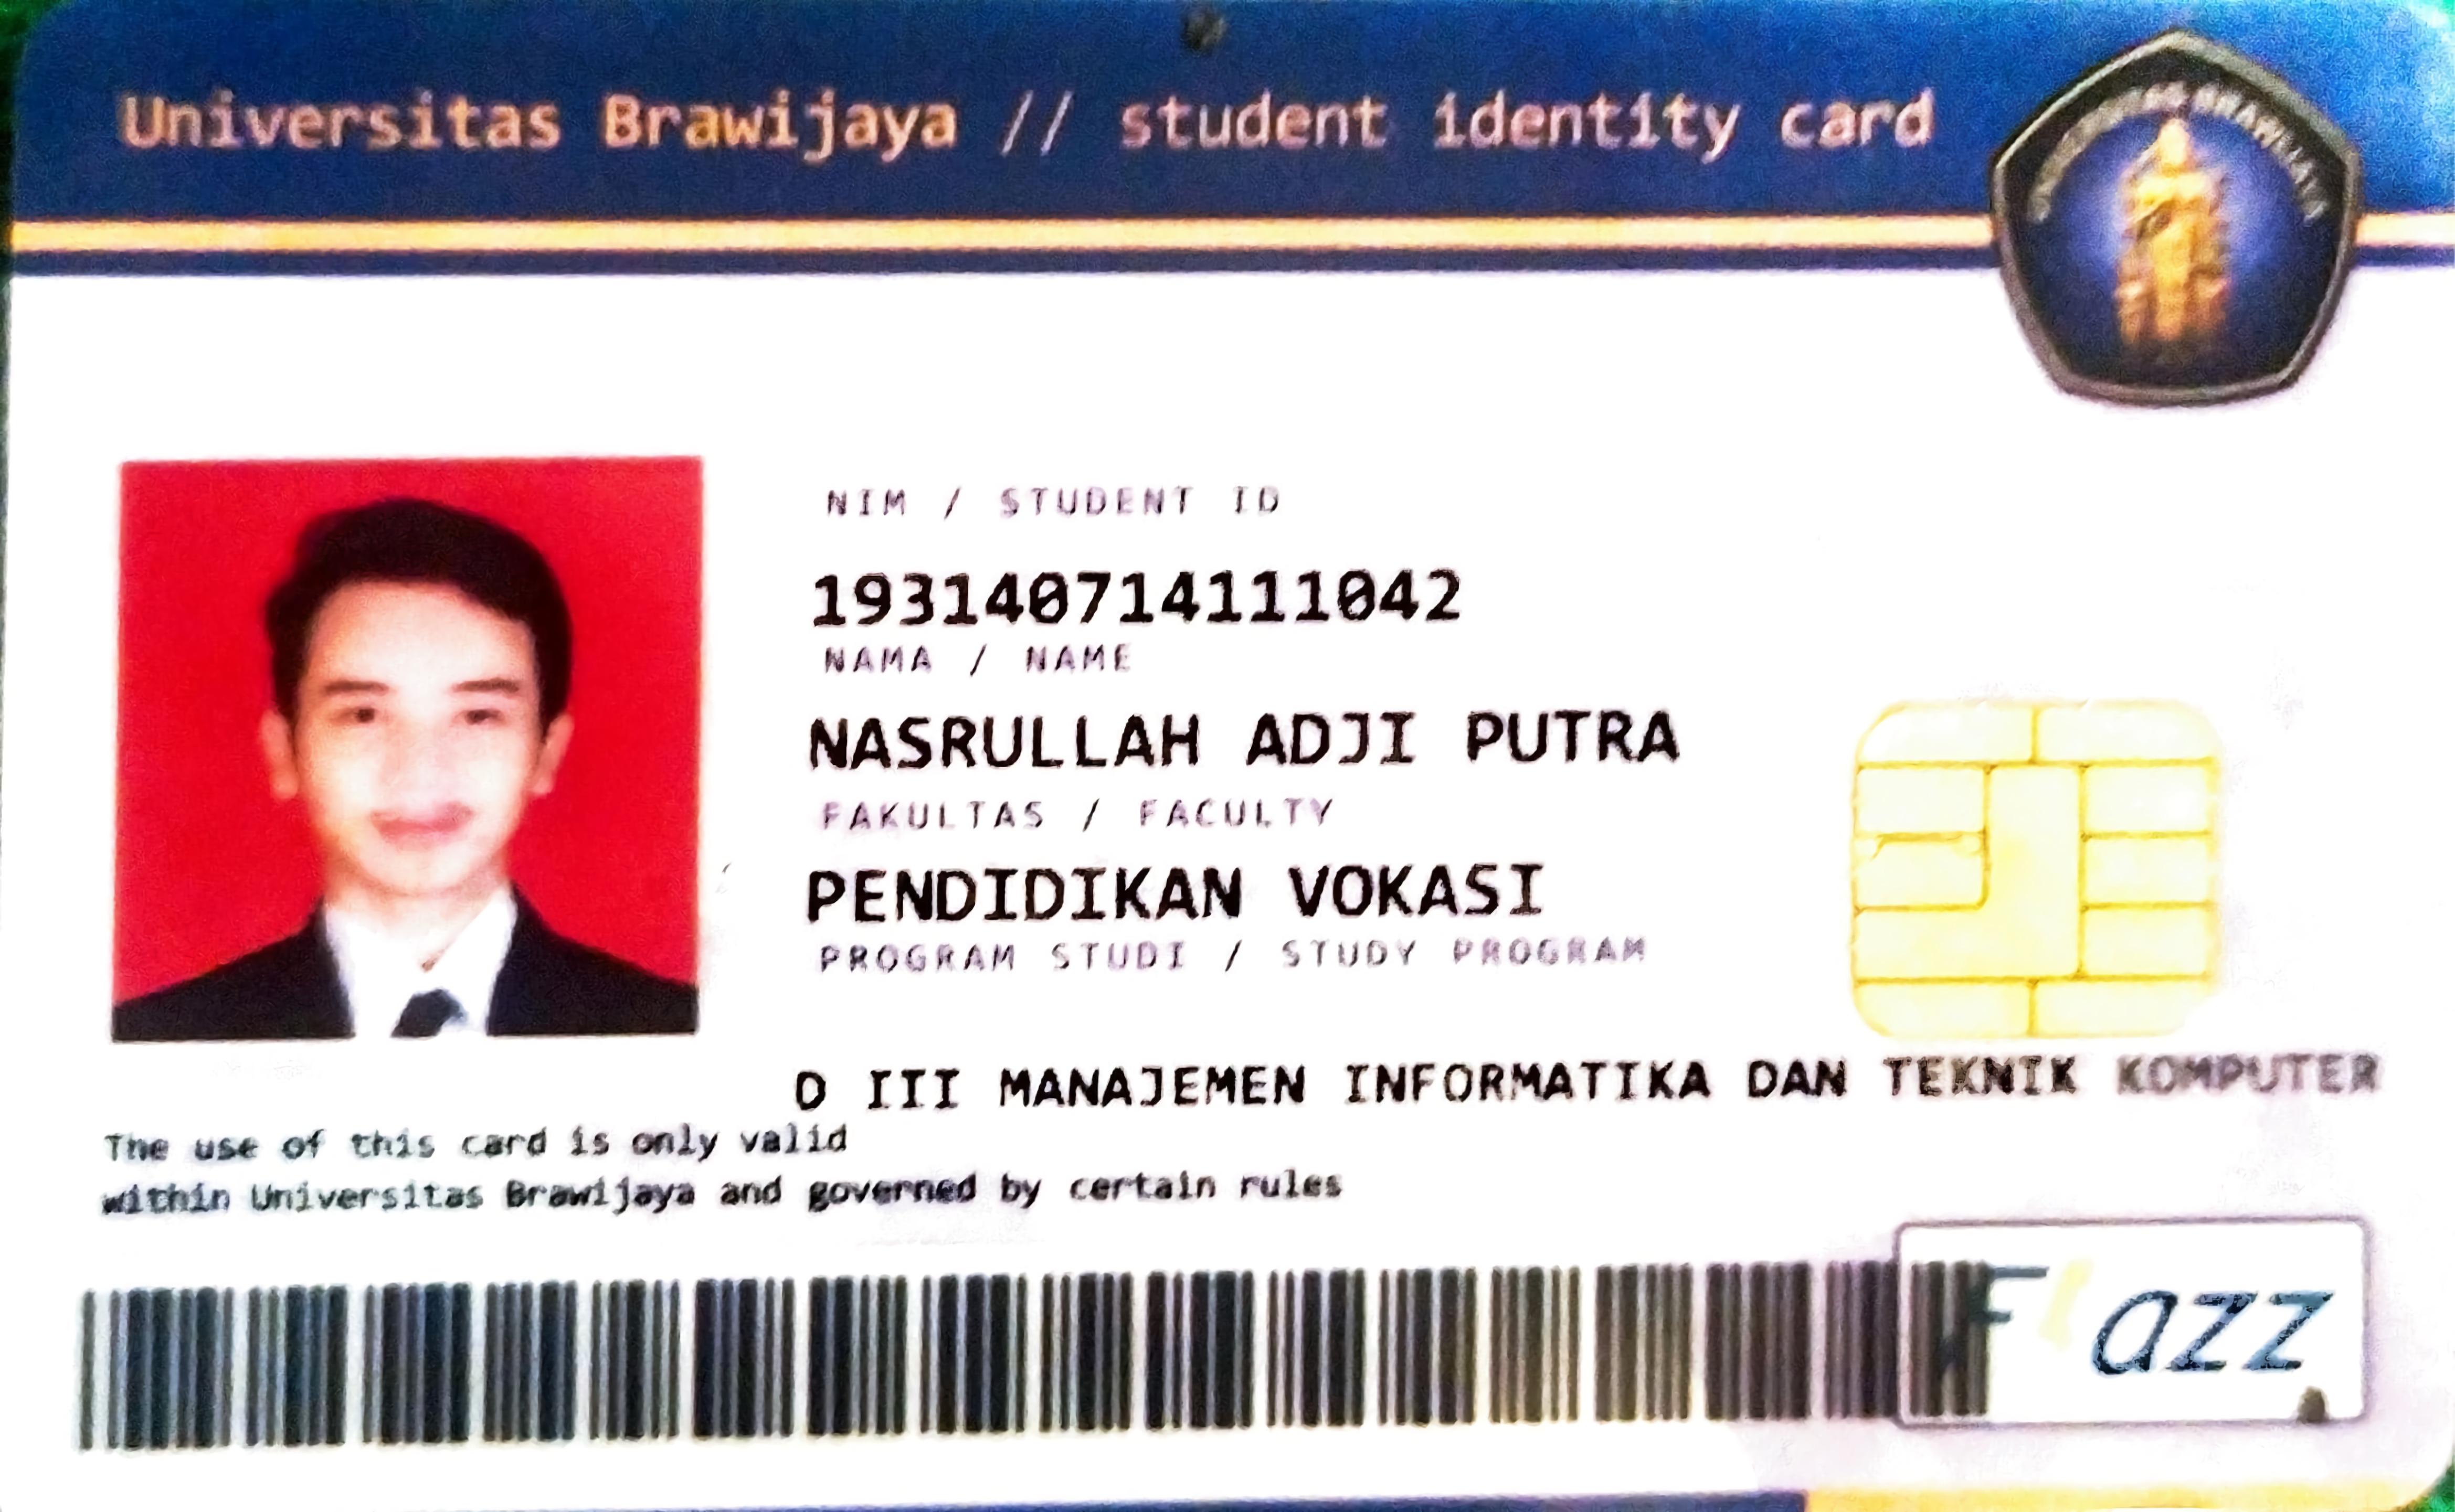 Universitas Brawijaya // student identity card
UNIVERSITAS BRAWIJAYA
NIM / STUDENT ID
193140714111042
NAMA / NAME
NASRULLAH ADJI PUTRA
FAKULTAS / FACULTY
PENDIDIKAN VOKASI
PROGRAM STUDI / STUDY PROGRAM
D III MANAJEMEN INFORMATIKA DAN TEKNIK KOMPUTER
The use of this card is only valid
within Universitas Brawijaya and governed by certain rules
Flazz